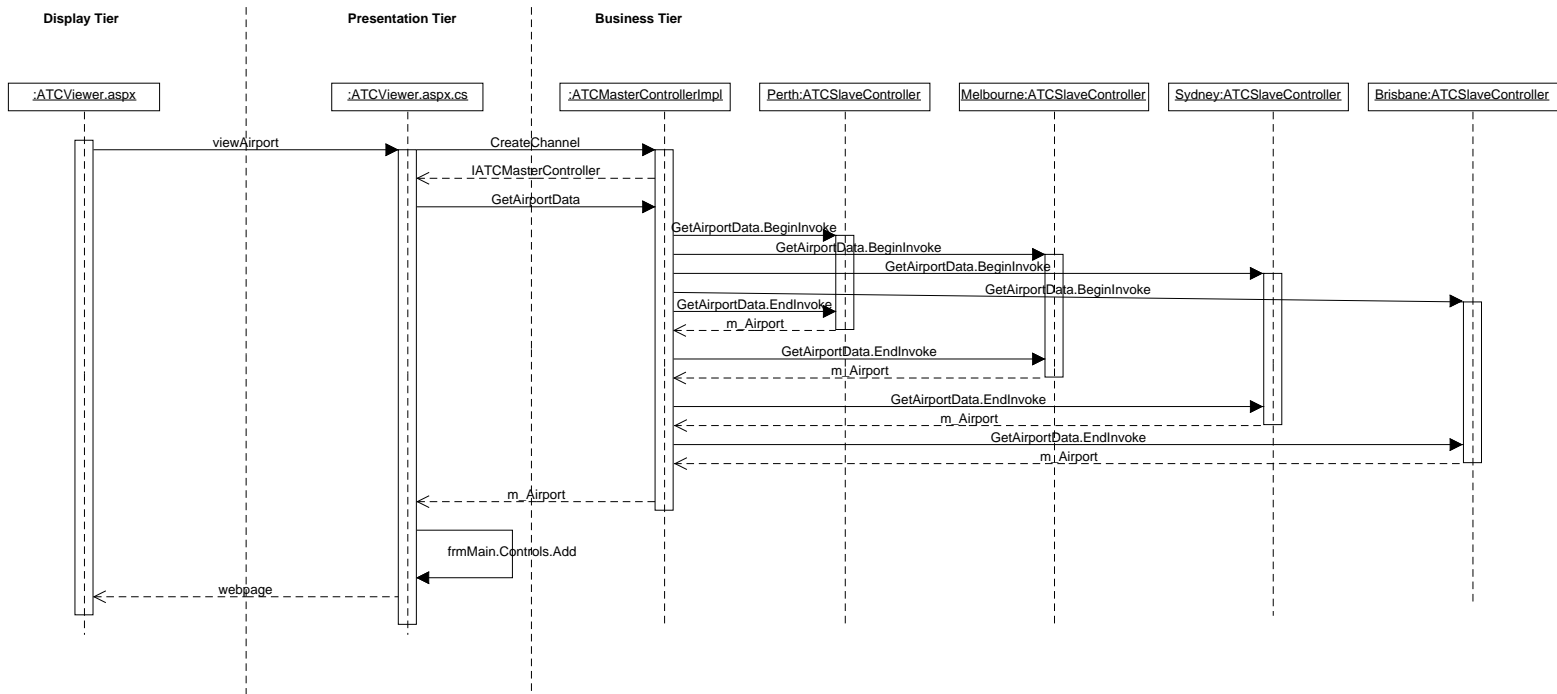 Display Tier
Presentation Tier
Business Tier
:ATCViewer.aspx
:ATCViewer.aspx.cs
:ATCMasterControllerImpl
Perth:ATCSlaveController
Melbourne:ATCSlaveController
Sydney:ATCSlaveController
Brisbane:ATCSlaveController
viewAirport
CreateChannel
IATCMasterController
GetAirportData
GetAirportData.BeginInvoke
GetAirportData.BeginInvoke
GetAirportData.BeginInvoke
GetAirportData.BeginInvoke
GetAirportData.EndInvoke
m_Airport
GetAirportData.EndInvoke
m_Airport
GetAirportData.EndInvoke
m_Airport
GetAirportData.EndInvoke
m_Airport
m_Airport
frmMain.Controls.Add
webpage